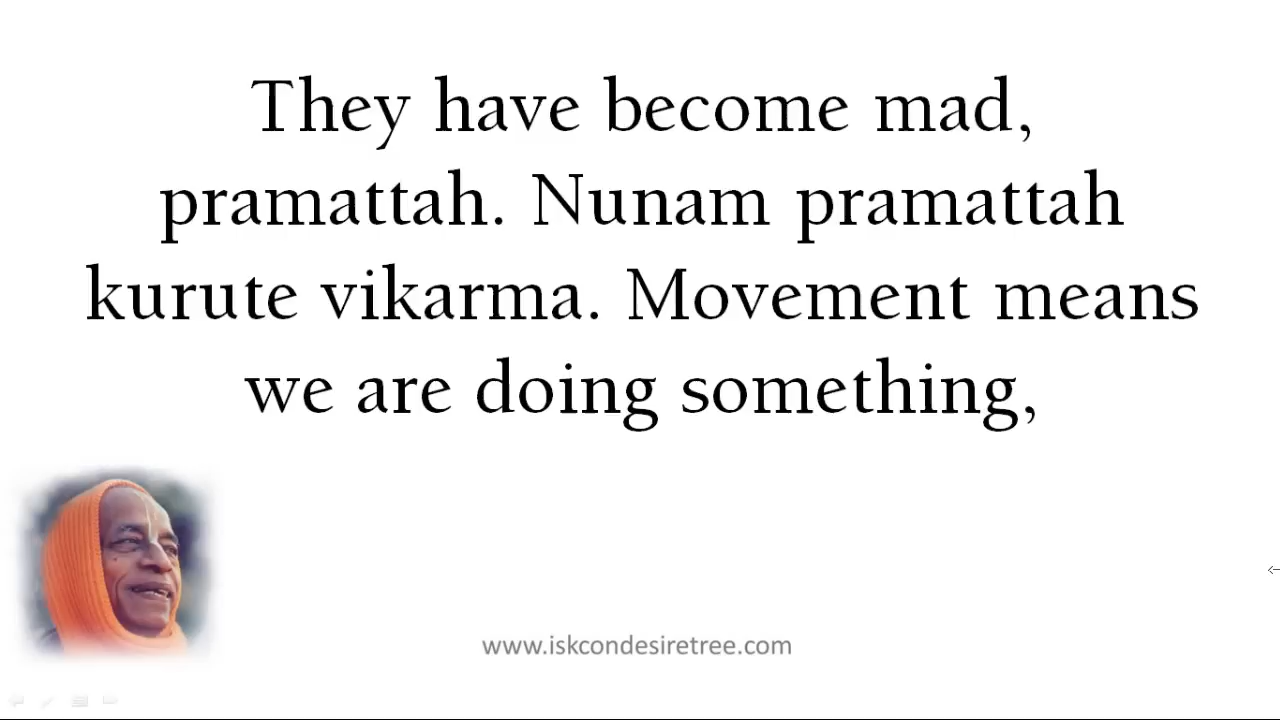 They have become mad,
pramattah. Nunam pramattah
kurute vikarma. Movement means
we are doing something,
www.iskcondesiretree.com